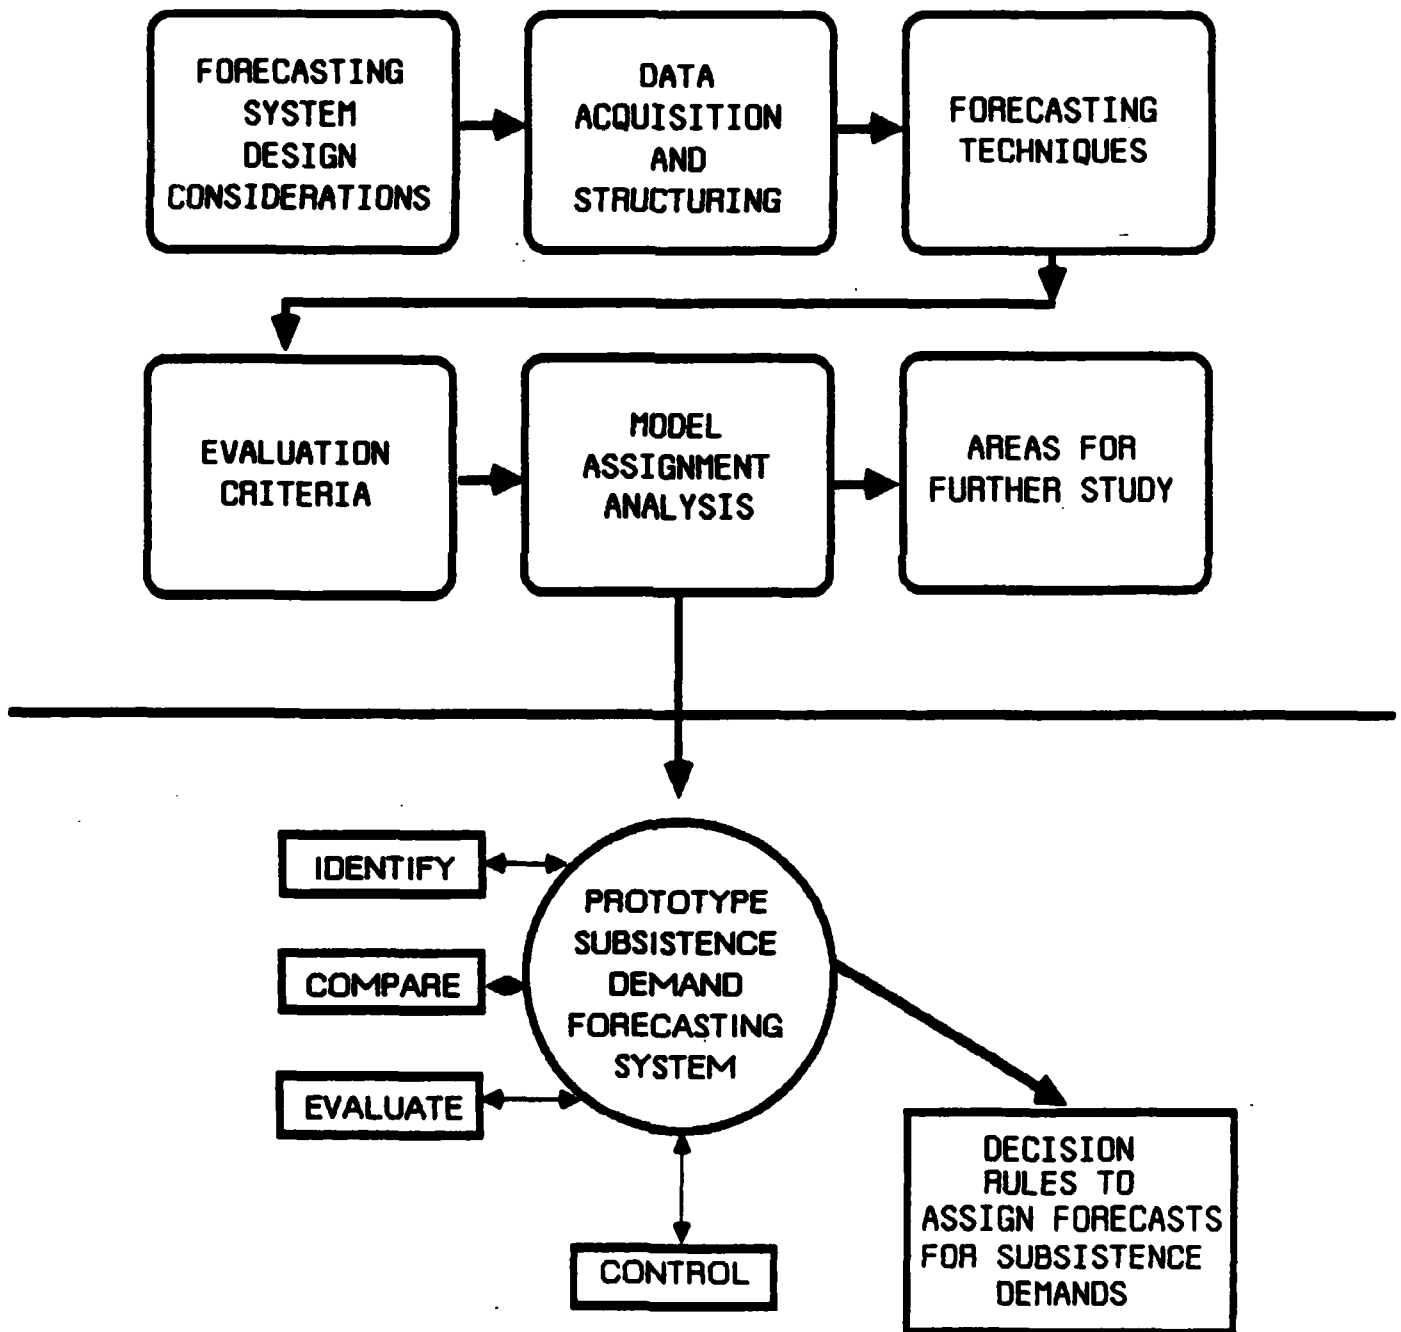 FORECASTING
SYSTEM
DESIGN
CONSIDERATIONS
DATA
ACQUISITION
AND
STRUCTURING
FORECASTING
TECHNIQUES
EVALUATION
CRITERIA
MODEL
ASSIGNMENT
ANALYSIS
AREAS FOR
FURTHER STUDY
IDENTIFY
COMPARE
EVALUATE
PROTOTYPE
SUBSISTENCE
DEMAND
FORECASTING
SYSTEM
CONTROL
DECISION
RULES TO
ASSIGN FORECASTS
FOR SUBSISTENCE
DEMANDS